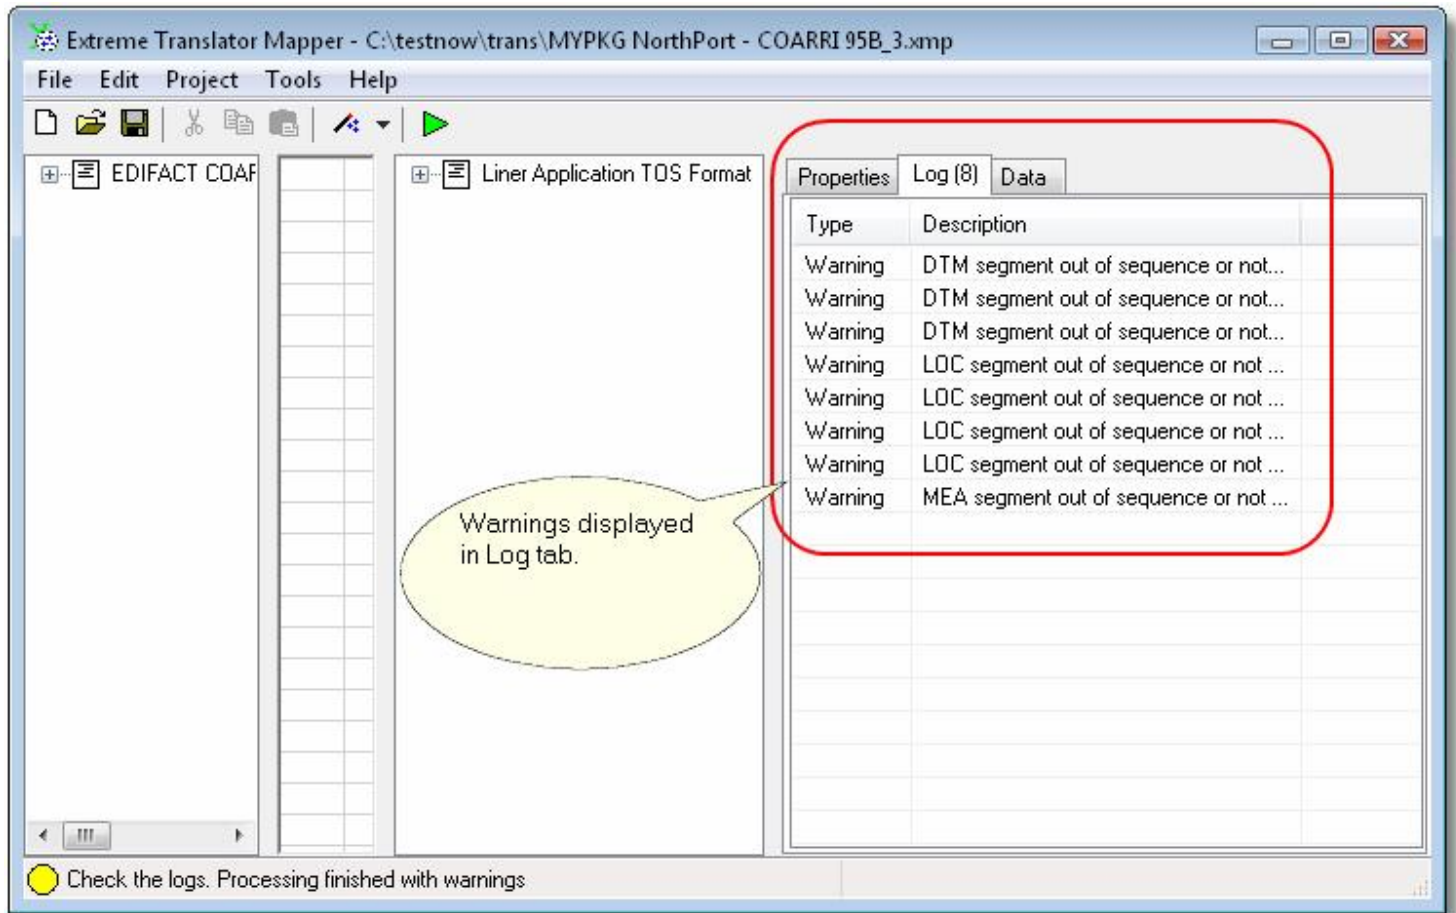 Extreme Translator Mapper - C:\testnow\trans\MYPKG NorthPort - COARRI 95B_3.xmp
File Edit Project Tools Help
EDIFACT COAR
Liner Application TOS Format
Properties Log (8) Data
Type Description
Warning DTM segment out of sequence or not...
Warning DTM segment out of sequence or not...
Warning DTM segment out of sequence or not...
Warning LOC segment out of sequence or not ...
Warning LOC segment out of sequence or not ...
Warning LOC segment out of sequence or not ...
Warning LOC segment out of sequence or not ...
Warning MEA segment out of sequence or not ...
Warnings displayed
in Log tab.
Check the logs. Processing finished with warnings